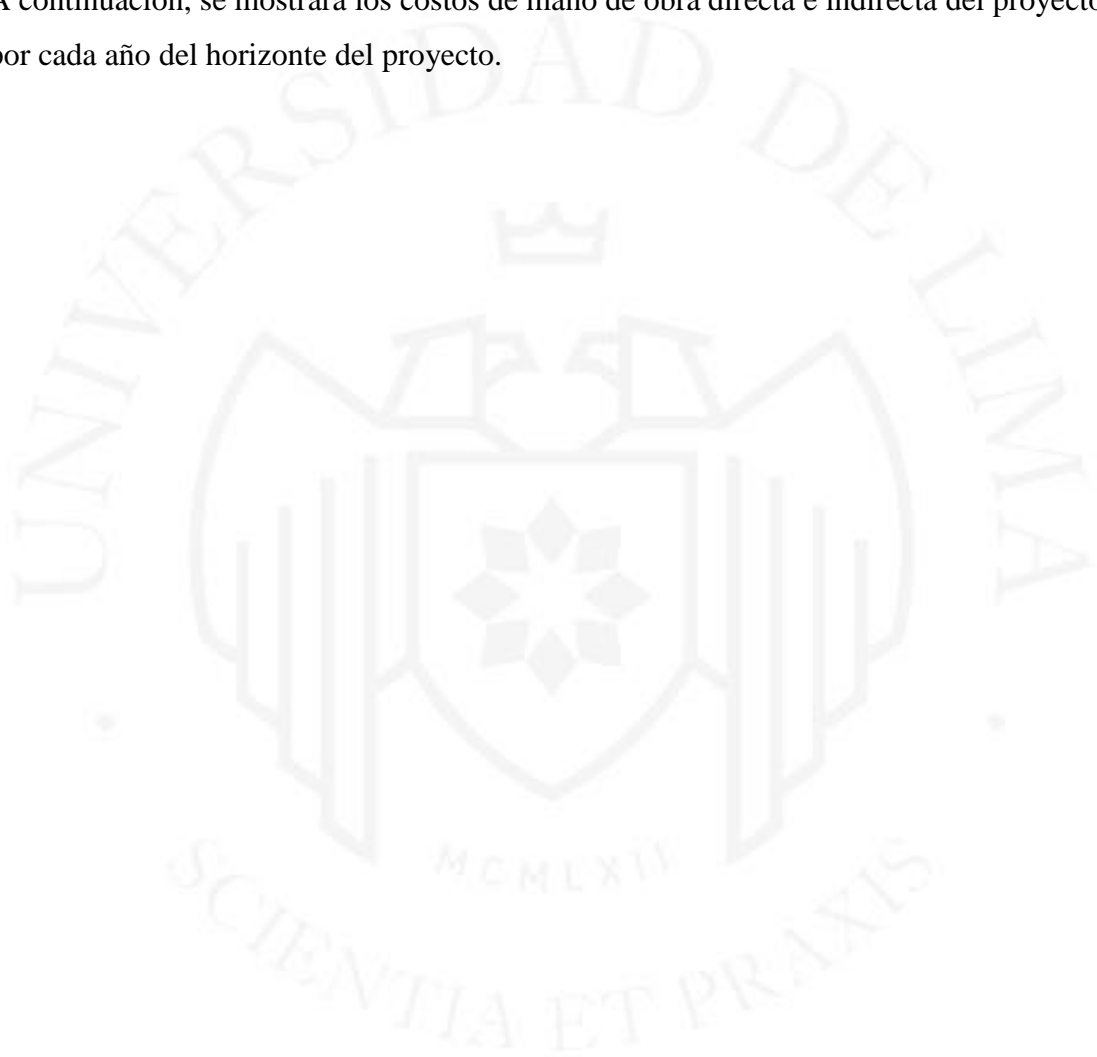 A continuación, se mostrará los costos de mano de obra directa e indirecta del proyecto
por cada año del horizonte del proyecto.
UNIVERSIDAD DE LIMA
MCMLXII
SCIENTIA ET PRAXIS